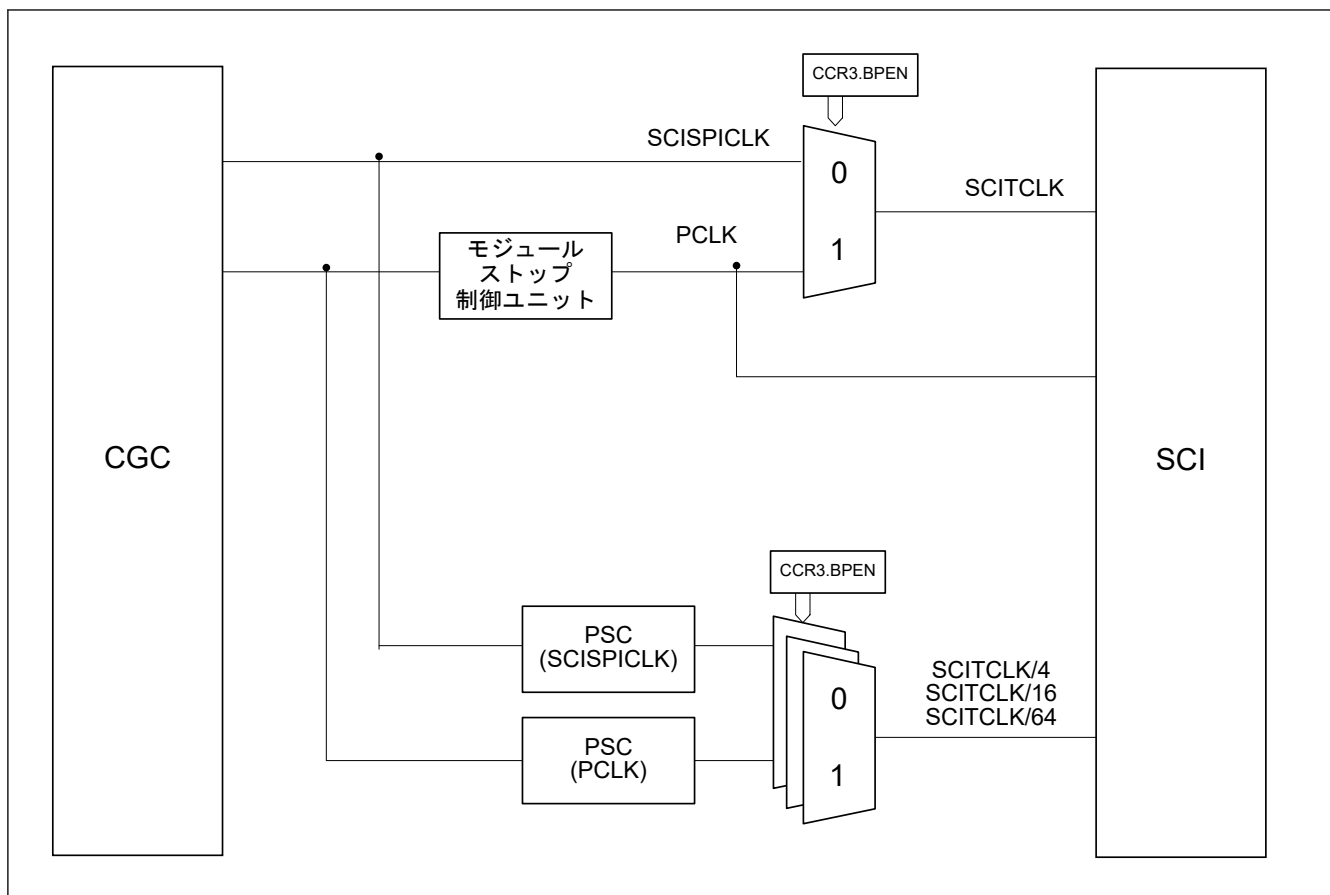 CCR3.BPEN
SCISPICLK
0
SCITCLK
PCLK
1
モジュール
ストップ
制御ユニット
CGC
SCI
CCR3.BPEN
PSC
(SCISPICLK)
0
SCITCLK/4
SCITCLK/16
SCITCLK/64
PSC
(PCLK)
1